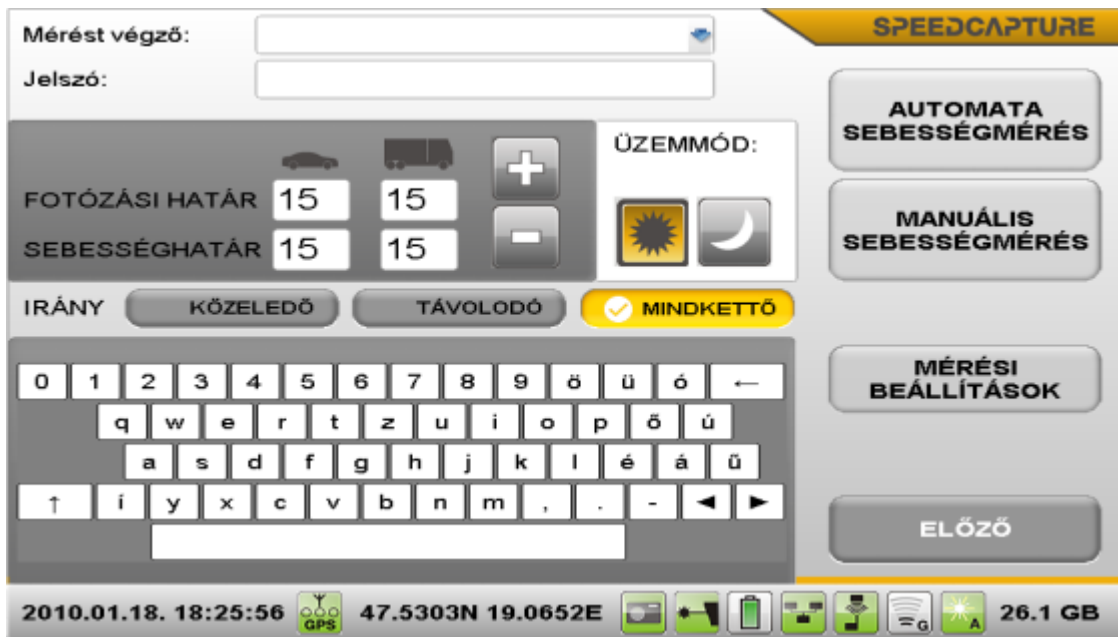 Mérést végző:
SPEEDCAPTURE
Jelszó:
AUTOMATA
SEBESSÉGMÉRÉS
ÜZEMMÓD:
FOTÓZÁSI HATÁR 15 15
SEBESSÉGHATÁR 15 15
MANUÁLIS
SEBESSÉGMÉRÉS
IRÁNY KÖZELEDŐ TÁVOLODÓ MINDKETTŐ
MÉRÉSI
BEÁLLÍTÁSOK
0 1 2 3 4 5 6 7 8 9 ö ü ó ←
q w e r t z u i o p ő ú
a s d f g h j k l é á ű
↑ í y x c v b n m , . - ◄ ►
ELŐZŐ
2010.01.18. 18:25:56 GPS 47.5303N 19.0652E G A 26.1 GB